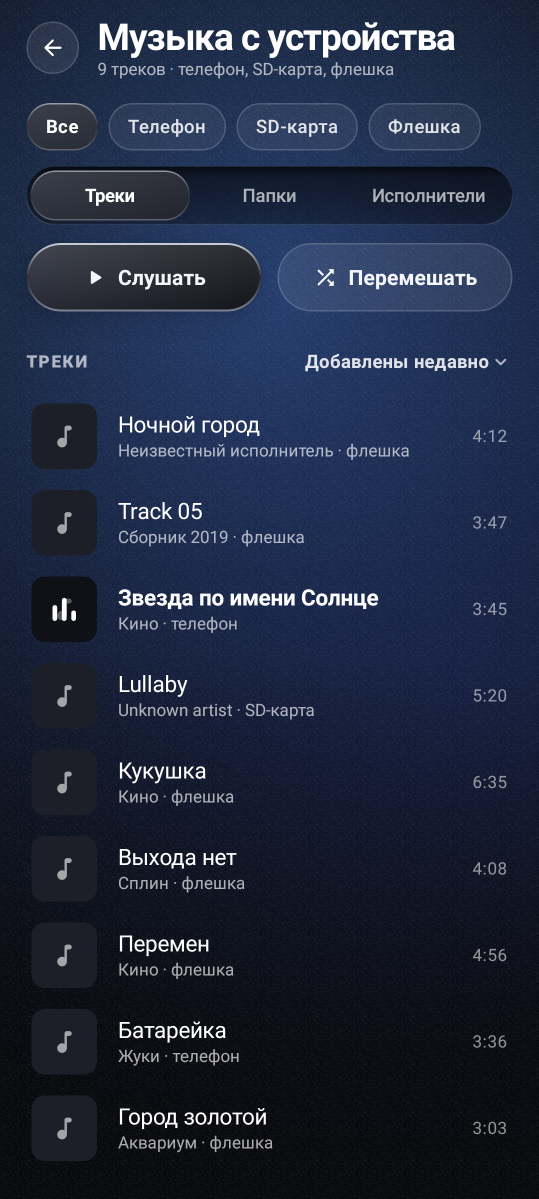 Музыка с устройства
9 треков · телефон, SD-карта, флешка
Все
Телефон
SD-карта
Флешка
Треки
Папки
Исполнители
Слушать
Перемешать
ТРЕКИ
Добавлены недавно
Ночной город
4:12
Неизвестный исполнитель · флешка
Track 05
3:47
Сборник 2019 · флешка
Звезда по имени Солнце
3:45
Кино · телефон
Lullaby
5:20
Unknown artist · SD-карта
Кукушка
6:35
Кино · флешка
Выхода нет
4:08
Сплин · флешка
Перемен
4:56
Кино · флешка
Батарейка
3:36
Жуки · телефон
Город золотой
3:03
Аквариум · флешка